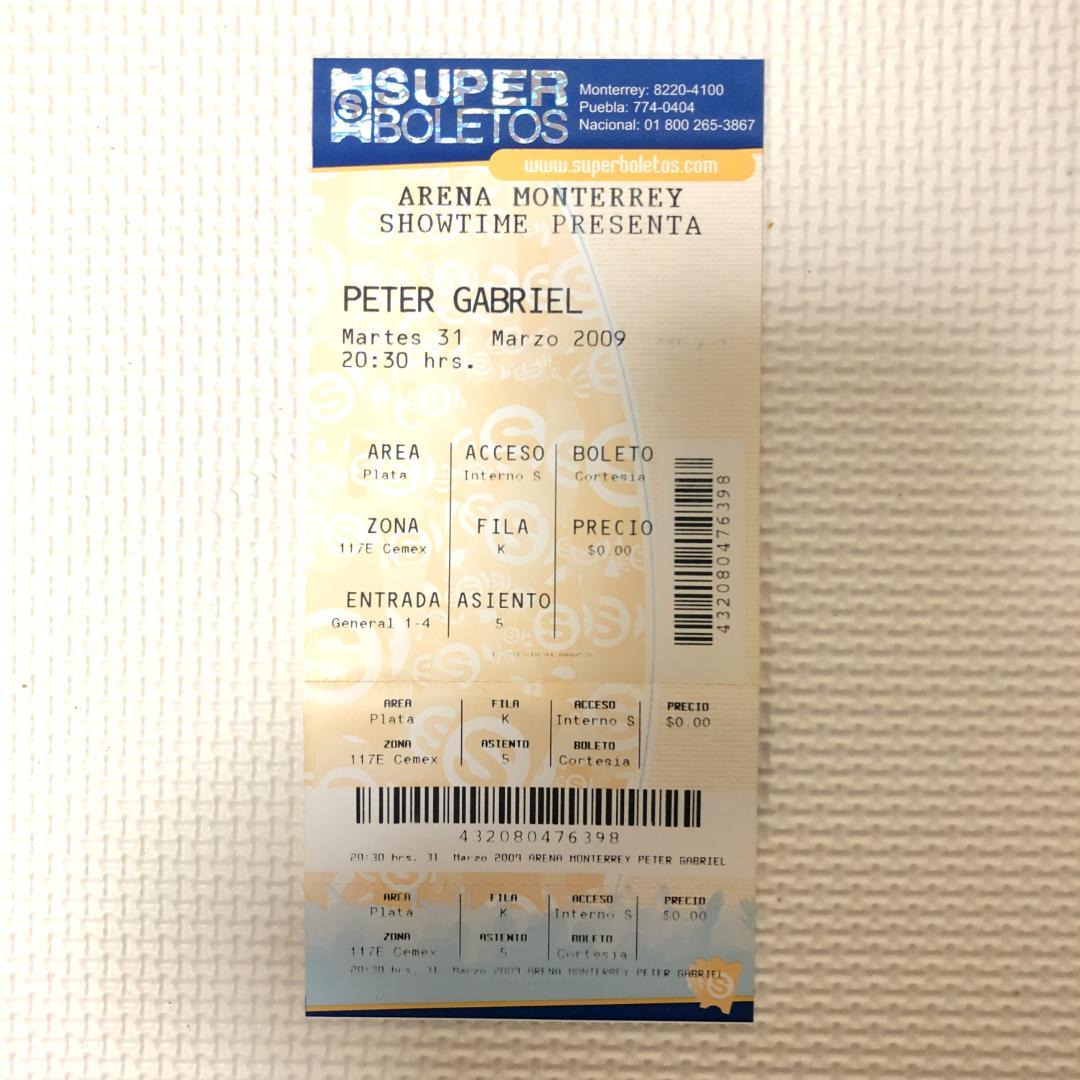 SUPER
BOLETOS
Monterrey: 8220-4100
Puebla: 774-0404
Nacional: 01 800 265-3867
www.superboletos.com
ARENA MONTERREY
SHOWTIME PRESENTA
PETER GABRIEL
Martes 31 Marzo 2009
20:30 hrs.
AREA ACCESO BOLETO
Plata Interno S Cortesia
ZONA FILA PRECIO
117E Cemex K $0.00
ENTRADA ASIENTO
General 1-4 5
432080476398
AREA FILA ACCESO PRECIO
Plata K Interno S $0.00
ZONA ASIENTO BOLETO
117E Cemex 5 Cortesia
432080476398
20:30 hrs. 31 Marzo 2009 ARENA MONTERREY PETER GABRIEL
AREA FILA ACCESO PRECIO
Plata K Interno S $0.00
ZONA ASIENTO BOLETO
117E Cemex 5 Cortesia
20:30 hrs. 31 Marzo 2009 ARENA MONTERREY PETER GABRIEL